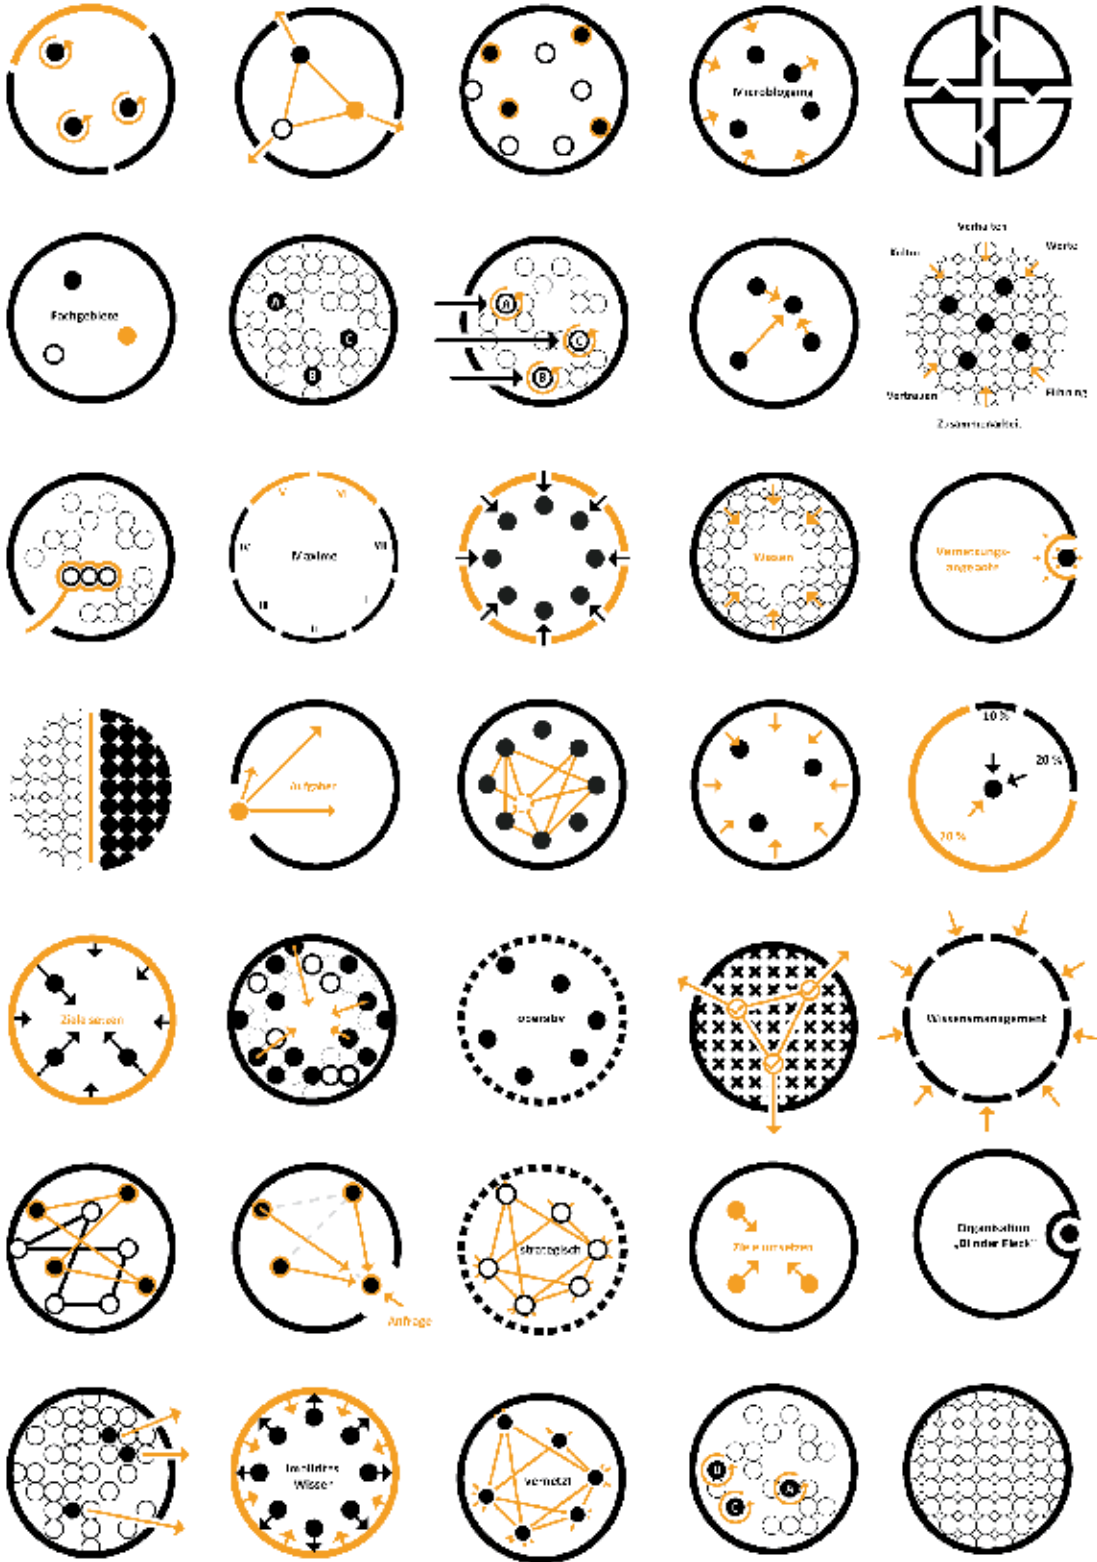 Microblogging
Fachgebiete
A
C
B
A
C
B
Verhalten
Kultur
Werte
Vertrauen
Führung
Zusammenarbeit
Maxime
V
VI
IV
VII
III
I
II
Wissen
Vernetzungs-
angebote
Aufgaben
10 %
20 %
70 %
Ziele setzen
operativ
Wissensmanagement
Anfrage
strategisch
Ziele umsetzen
Organisation
„Blinder Fleck“
Implizites
Wissen
vernetzt
C
A